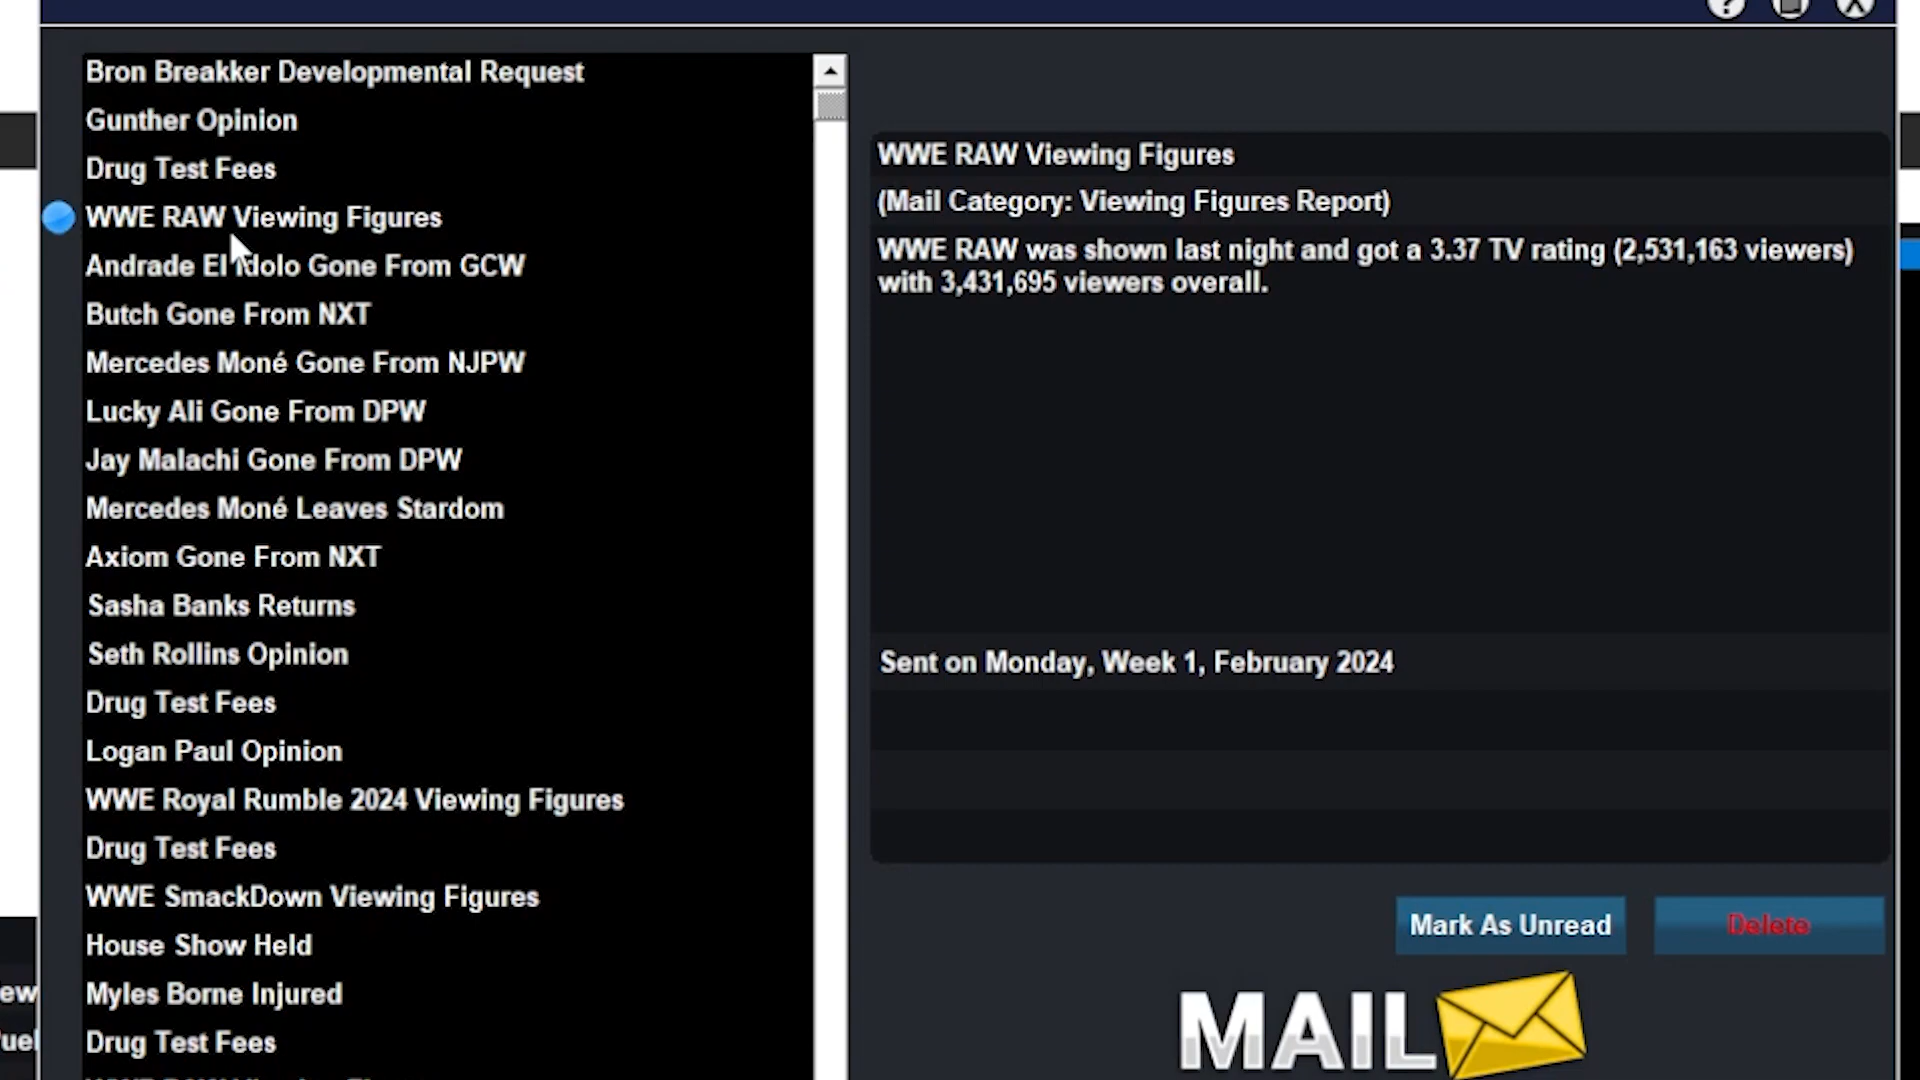 Bron Breakker Developmental Request
Gunther Opinion
Drug Test Fees
WWE RAW Viewing Figures
Andrade El Idolo Gone From GCW
Butch Gone From NXT
Mercedes Moné Gone From NJPW
Lucky Ali Gone From DPW
Jay Malachi Gone From DPW
Mercedes Moné Leaves Stardom
Axiom Gone From NXT
Sasha Banks Returns
Seth Rollins Opinion
Drug Test Fees
Logan Paul Opinion
WWE Royal Rumble 2024 Viewing Figures
Drug Test Fees
WWE SmackDown Viewing Figures
House Show Held
Myles Borne Injured
Drug Test Fees
WWE RAW Viewing Figures
(Mail Category: Viewing Figures Report)
WWE RAW was shown last night and got a 3.37 TV rating (2,531,163 viewers)
with 3,431,695 viewers overall.
Sent on Monday, Week 1, February 2024
Mark As Unread
Delete
MAIL